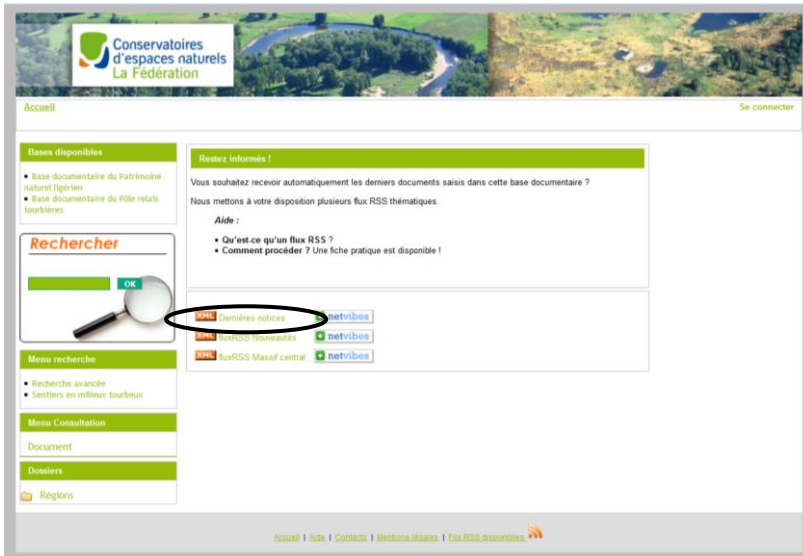 Conservatoires
d'espaces naturels
La Fédération
Accueil
Se connecter
Bases disponibles
• Base documentaire du Patrimoine
naturel ligérien
• Base documentaire du Pôle relais
tourbières
Rechercher
OK
Menu recherche
• Recherche avancée
• Sentiers en milieux tourbeux
Menu Consultation
Document
Dossiers
Régions
Restez informés !
Vous souhaitez recevoir automatiquement les derniers documents saisis dans cette base documentaire ?
Nous mettons à votre disposition plusieurs flux RSS thématiques.
Aide :
• Qu'est-ce qu'un flux RSS ?
• Comment procéder ? Une fiche pratique est disponible !
XML Dernières notices netvibes
XML fluxRSS Nouveautés netvibes
XML fluxRSS Massif central netvibes
Accueil | Aide | Contacts | Mentions légales | Fils RSS disponibles